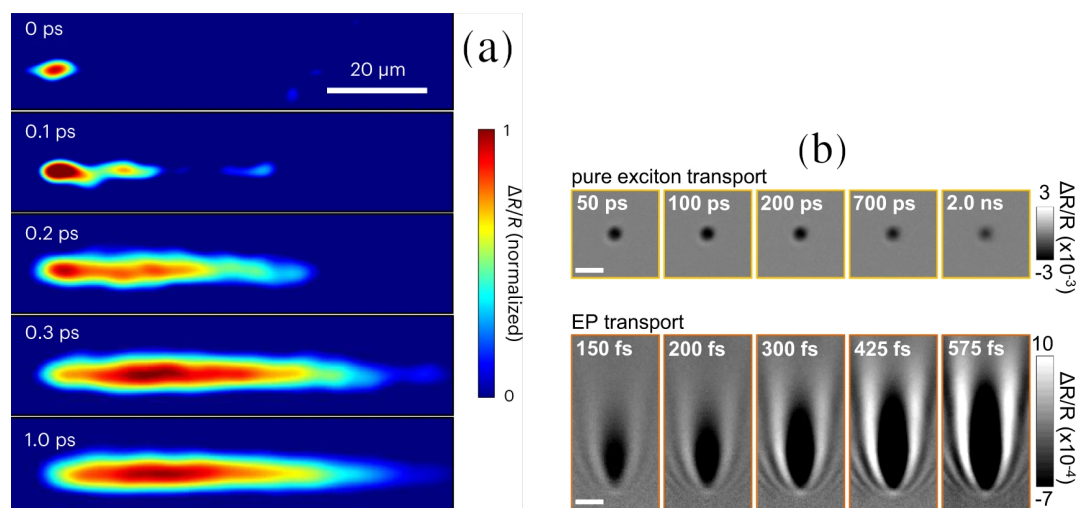 (a)
0 ps
20 μm
0.1 ps
0.2 ps
0.3 ps
1.0 ps
1
ΔR/R (normalized)
0
(b)
pure exciton transport
50 ps 100 ps 200 ps 700 ps 2.0 ns
3
ΔR/R (x10⁻³)
-3
EP transport
150 fs 200 fs 300 fs 425 fs 575 fs
10
ΔR/R (x10⁻⁴)
-7